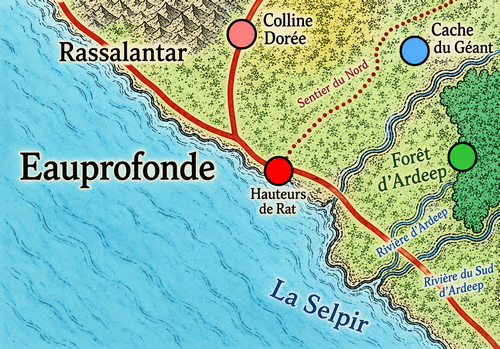 Colline
Dorée
Rassalantar
Cache
du Géant
Sentier du Nord
Eauprofonde
Forêt
d'Ardeep
Hauteurs
de Rat
Rivière d'Ardeep
Rivière du Sud
d'Ardeep
La Selpir